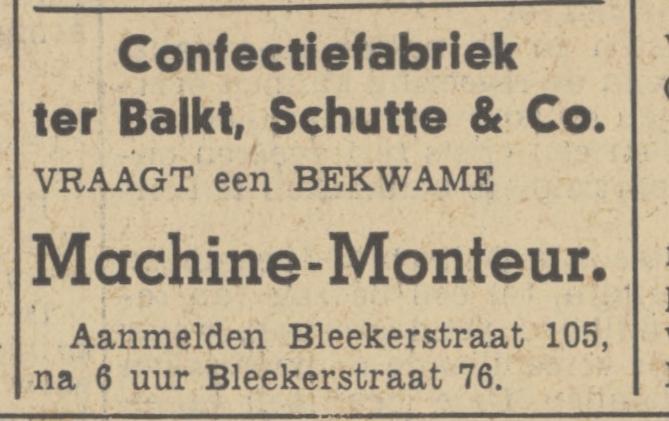 Confectiefabriek
ter Balkt, Schutte & Co.
VRAAGT een BEKWAME
Machine-Monteur.
Aanmelden Bleekerstraat 105,
na 6 uur Bleekerstraat 76.